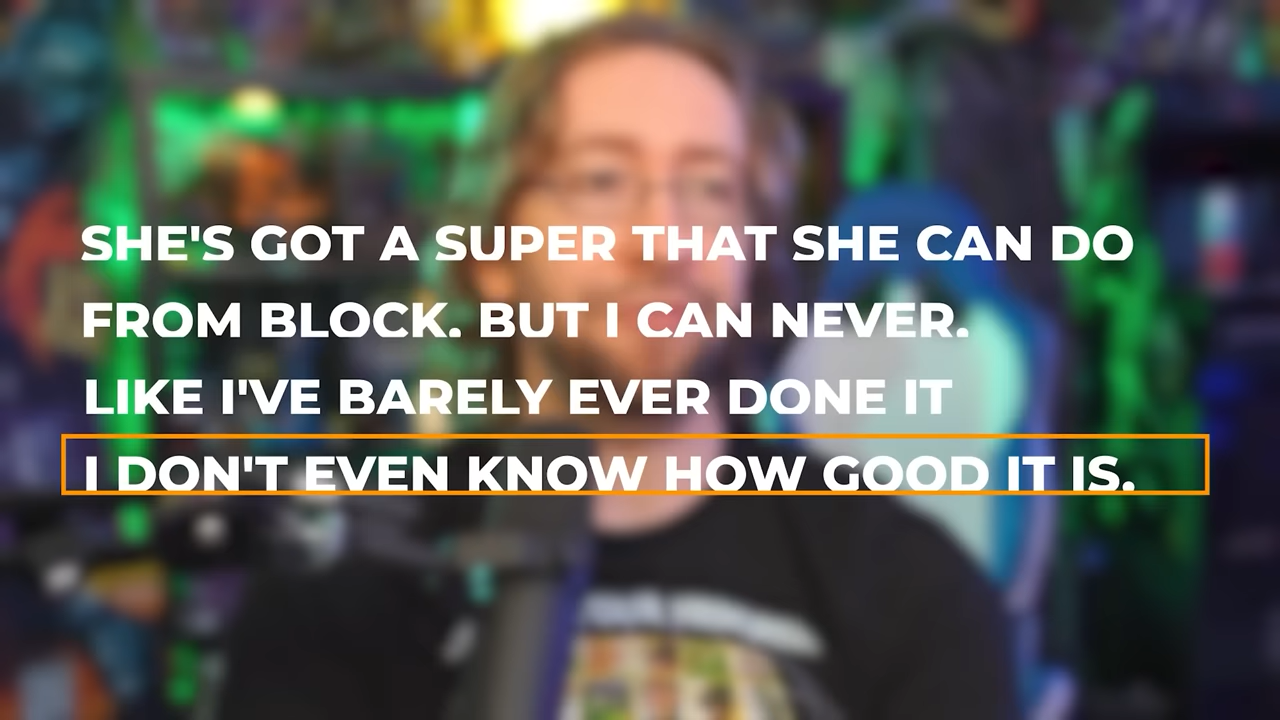 SHE'S GOT A SUPER THAT SHE CAN DO
FROM BLOCK. BUT I CAN NEVER.
LIKE I'VE BARELY EVER DONE IT
I DON'T EVEN KNOW HOW GOOD IT IS.